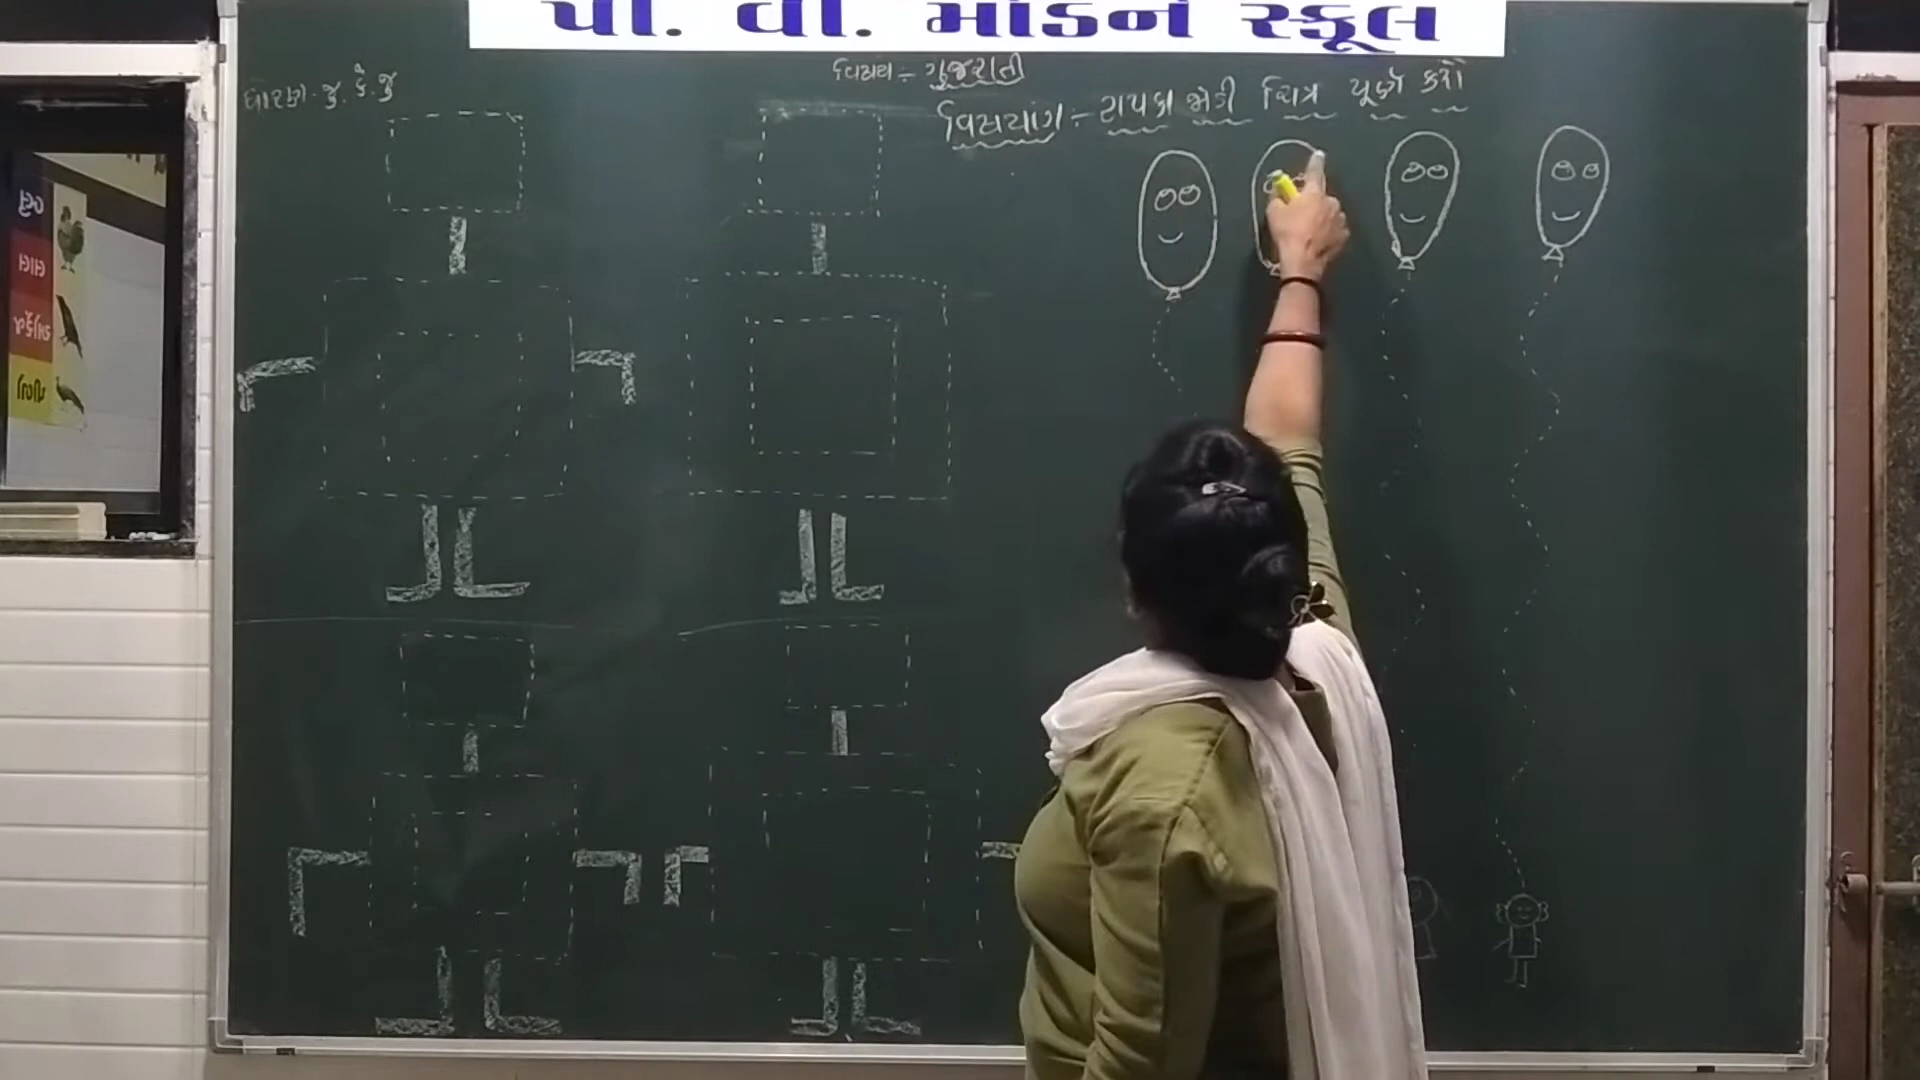 પી. વી. મોડર્ન સ્કૂલ
વિષય :- ગુજરાતી
ધોરણ - જુ. કે. જી
વિષયાંગ :- ટપકાં જોડી ચિત્ર પૂર્ણ કરો
લાલ
પીળો